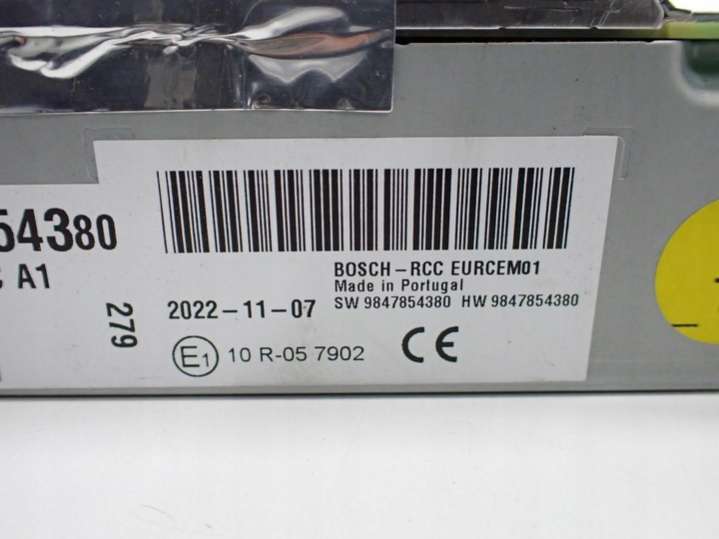 54380
A1
279
BOSCH-RCC EURCEM01
Made in Portugal
2022-11-07
SW 9847854380 HW 9847854380
E1 10 R-05 7902 CE